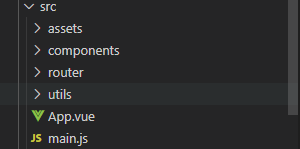 src
assets
components
router
utils
App.vue
JS main.js